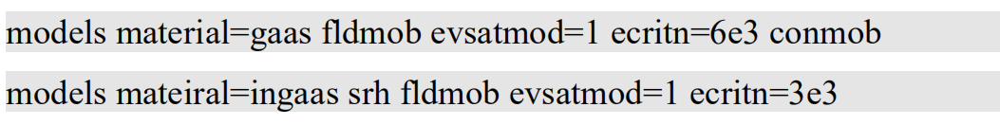 models material=gaas fldmob evsatmod=1 ecritn=6e3 conmob
models mateiral=ingaas srh fldmob evsatmod=1 ecritn=3e3